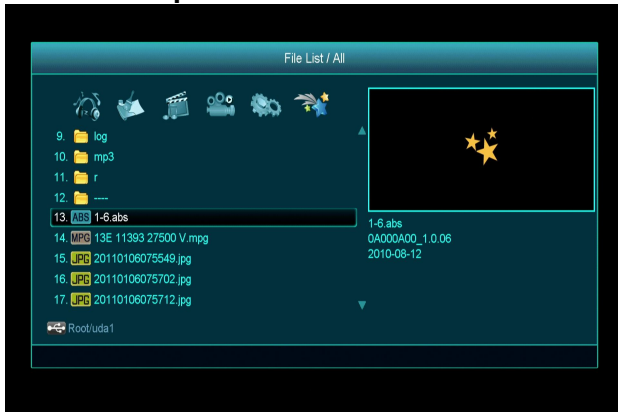 File List / All
9. log
10. mp3
11. r
12. ----
13. ABS 1-6.abs
14. MPG 13E 11393 27500 V.mpg
15. JPG 20110106075549.jpg
16. JPG 20110106075702.jpg
17. JPG 20110106075712.jpg
1-6.abs
0A000A00_1.0.06
2010-08-12
Root/uda1